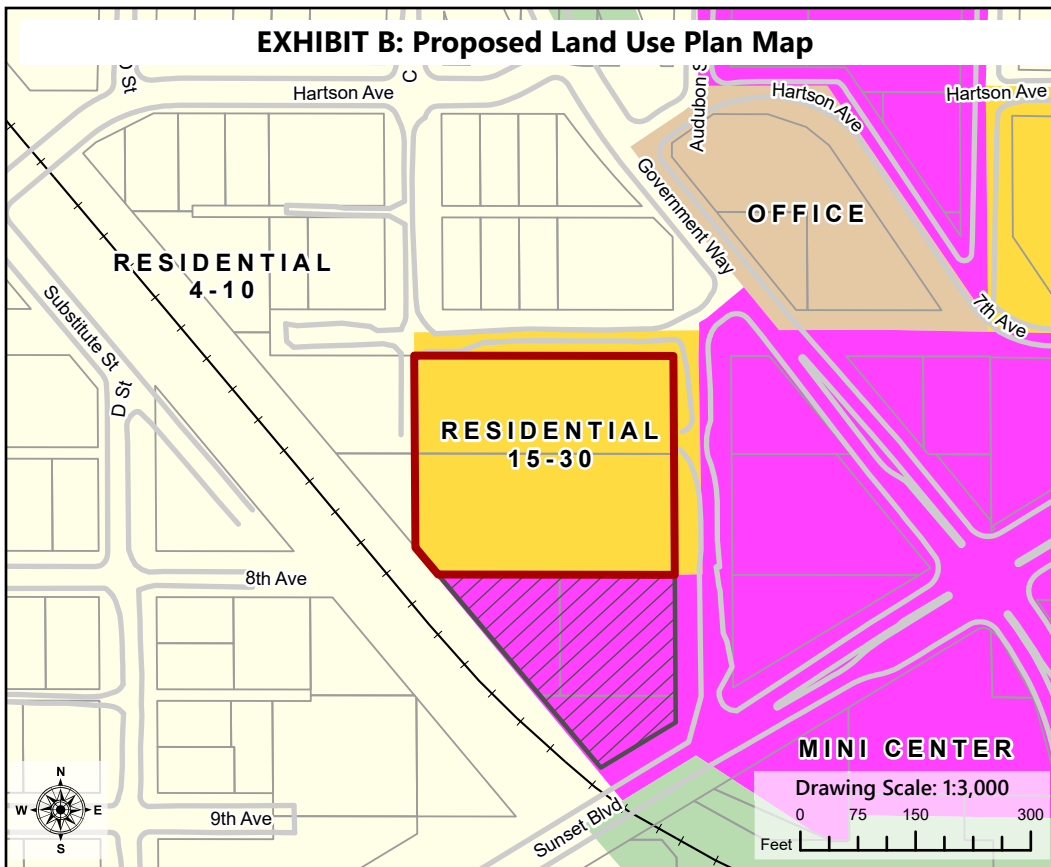 EXHIBIT B: Proposed Land Use Plan Map
St
C
Audubon S
Hartson Ave
Hartson Ave
Hartson Ave
Government Way
OFFICE
RESIDENTIAL
4-10
Substitute St
D St
7th Ave
RESIDENTIAL
15-30
8th Ave
MINI CENTER
Drawing Scale: 1:3,000
0 75 150 300
Feet
N
W E
S
9th Ave
Sunset Blvd